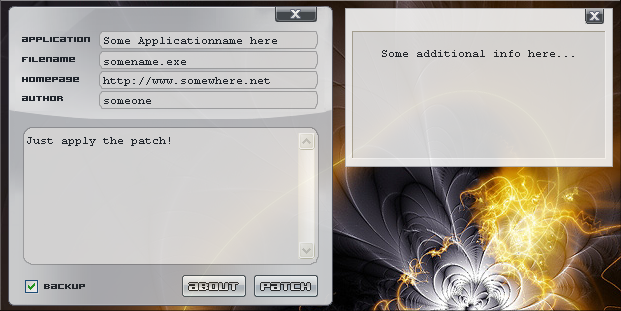 X
APPLICATION Some Applicationname here
FILENAME somename.exe
HOMEPAGE http://www.somewhere.net
AUTHOR someone
Just apply the patch!
BACKUP ABOUT PATCH
X
Some additional info here...